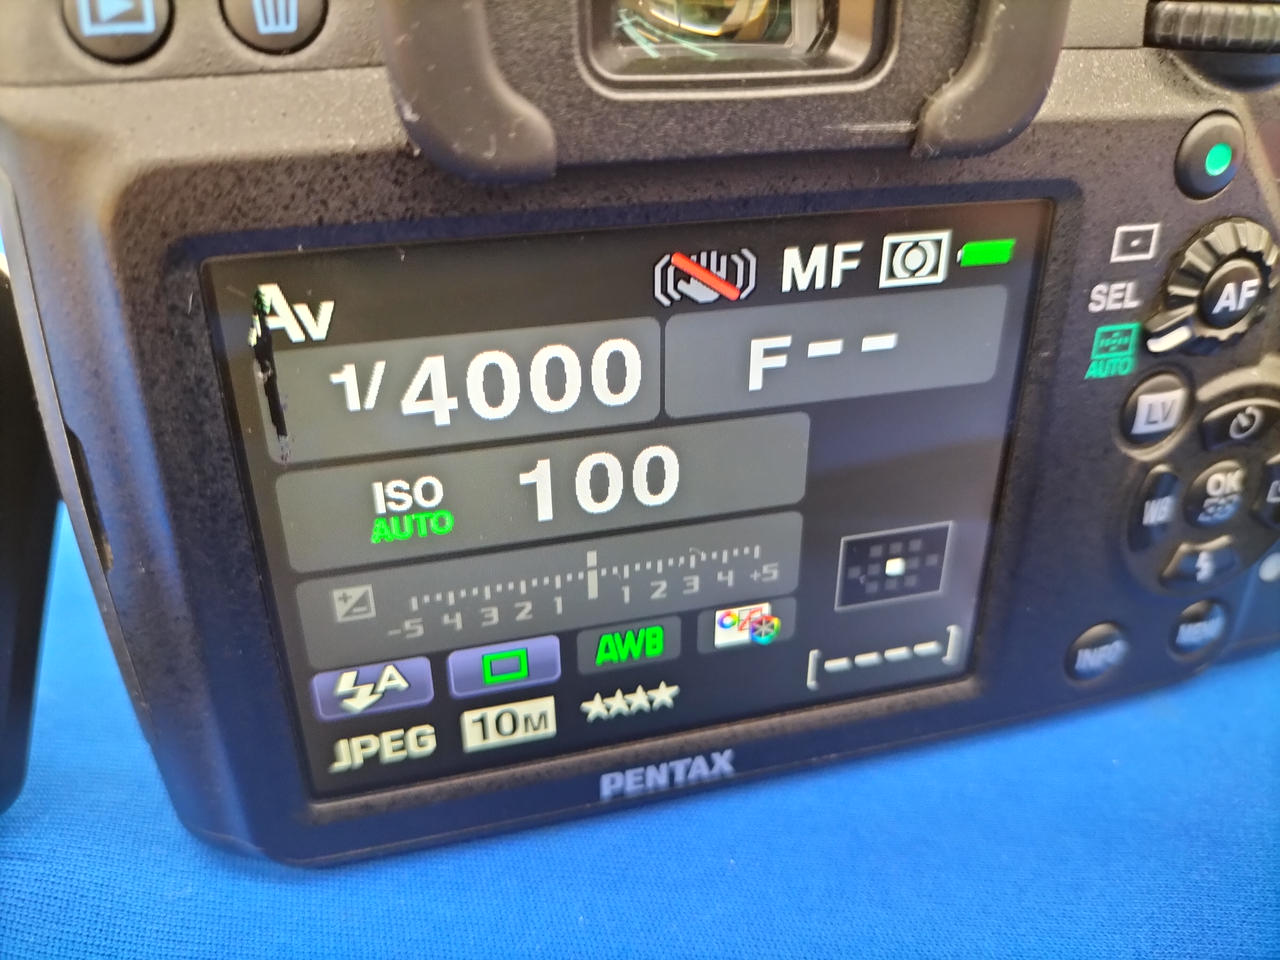 Av MF
1/4000 F--
ISO 100
AUTO
-5 4 3 2 1 1 2 3 4 +5
AWB
A
JPEG 10M ★★★★
[----]
PENTAX
SEL
AF
AUTO
LV
OK
WB
INFO
MENU